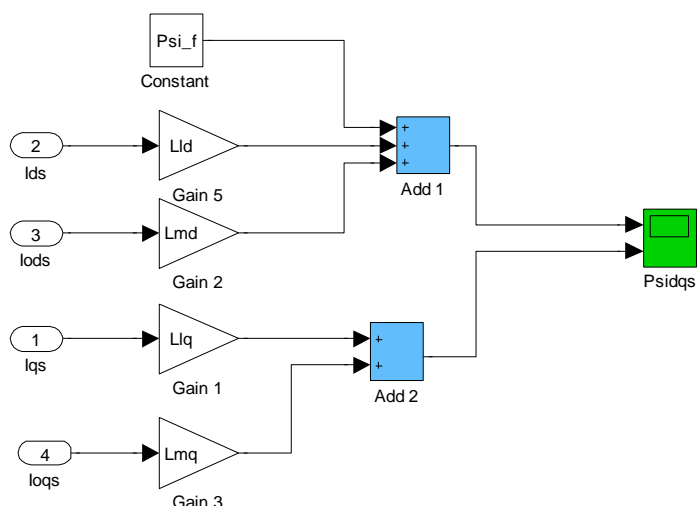 Psi_f
Constant
2
Ids
Lld
Gain 5
+
+
+
Add 1
3
Iods
Lmd
Gain 2
Psidqs
1
Iqs
Llq
Gain 1
+
+
Add 2
4
Ioqs
Lmq
Gain 3